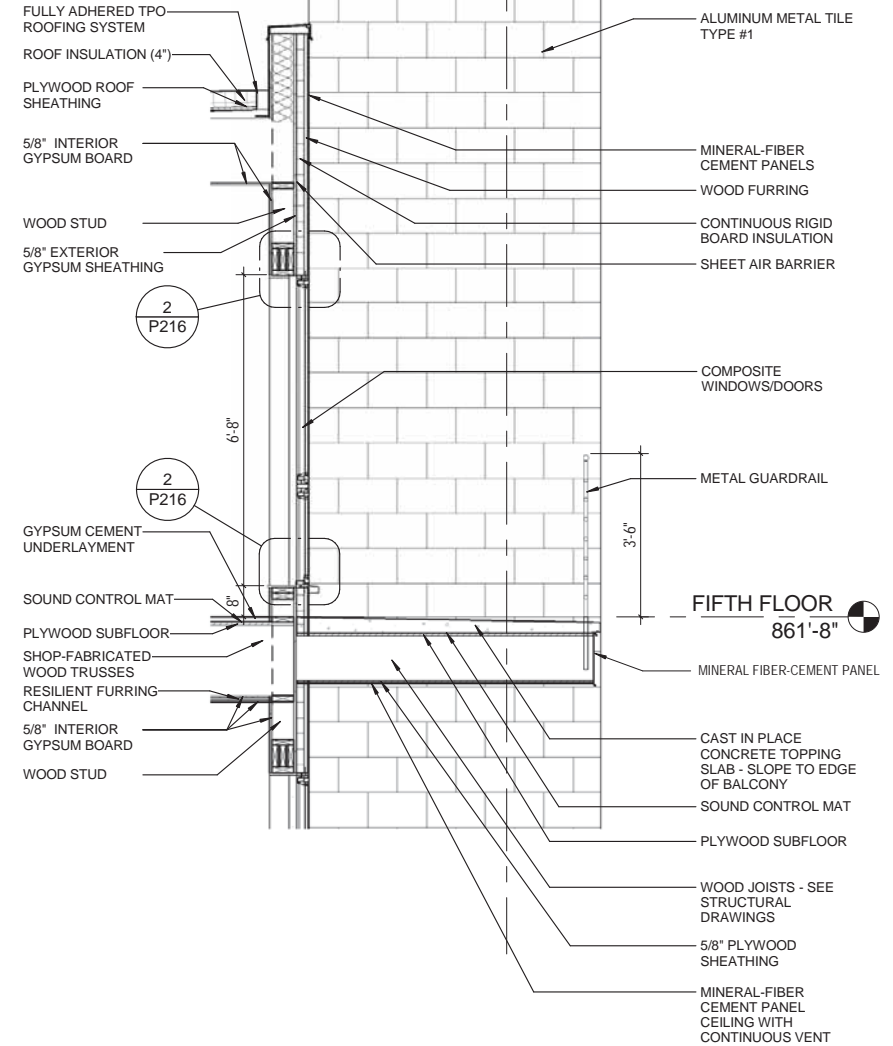 FULLY ADHERED TPO
ROOFING SYSTEM
ROOF INSULATION (4")
PLYWOOD ROOF
SHEATHING
5/8" INTERIOR
GYPSUM BOARD
WOOD STUD
5/8" EXTERIOR
GYPSUM SHEATHING
2
P216
6'-8"
2
P216
GYPSUM CEMENT
UNDERLAYMENT
8"
SOUND CONTROL MAT
PLYWOOD SUBFLOOR
SHOP-FABRICATED
WOOD TRUSSES
RESILIENT FURRING
CHANNEL
5/8" INTERIOR
GYPSUM BOARD
WOOD STUD
ALUMINUM METAL TILE
TYPE #1
MINERAL-FIBER
CEMENT PANELS
WOOD FURRING
CONTINUOUS RIGID
BOARD INSULATION
SHEET AIR BARRIER
COMPOSITE
WINDOWS/DOORS
METAL GUARDRAIL
3'-6"
FIFTH FLOOR
861'-8"
MINERAL FIBER-CEMENT PANEL
CAST IN PLACE
CONCRETE TOPPING
SLAB - SLOPE TO EDGE
OF BALCONY
SOUND CONTROL MAT
PLYWOOD SUBFLOOR
WOOD JOISTS - SEE
STRUCTURAL
DRAWINGS
5/8" PLYWOOD
SHEATHING
MINERAL-FIBER
CEMENT PANEL
CEILING WITH
CONTINUOUS VENT